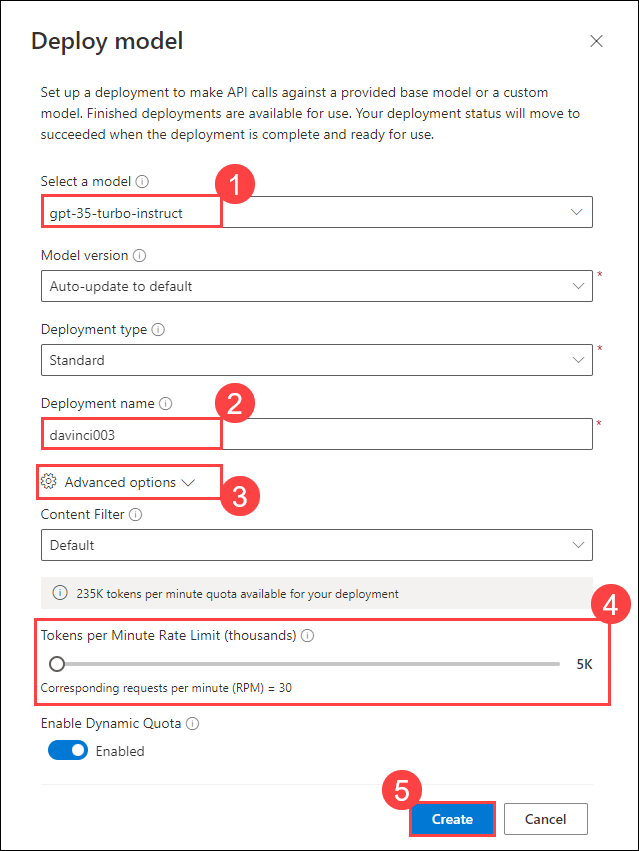 Deploy model
Set up a deployment to make API calls against a provided base model or a custom
model. Finished deployments are available for use. Your deployment status will move to
succeeded when the deployment is complete and ready for use.
Select a model
1
gpt-35-turbo-instruct
Model version
Auto-update to default
*
Deployment type
Standard
*
Deployment name
2
davinci003
*
Advanced options
3
Content Filter
Default
235K tokens per minute quota available for your deployment
4
Tokens per Minute Rate Limit (thousands)
5K
Corresponding requests per minute (RPM) = 30
Enable Dynamic Quota
Enabled
5
Create
Cancel